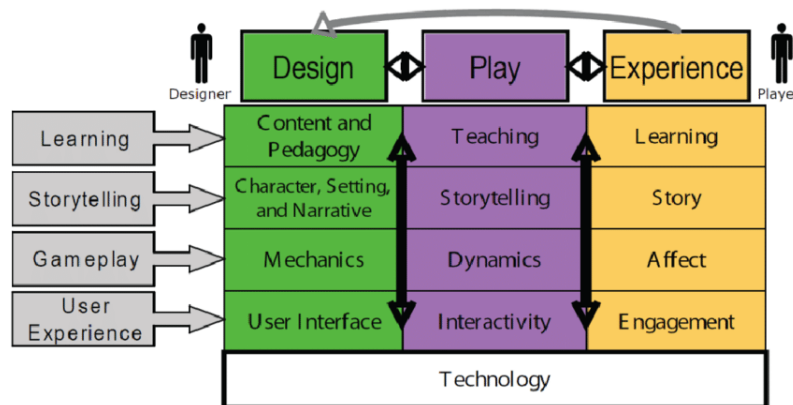 Design
Play
Experience
Designer
Playe
Learning
Content and
Pedagogy
Teaching
Learning
Storytelling
Character, Setting,
and Narrative
Storytelling
Story
Gameplay
Mechanics
Dynamics
Affect
User
Experience
User Interface
Interactivity
Engagement
Technology